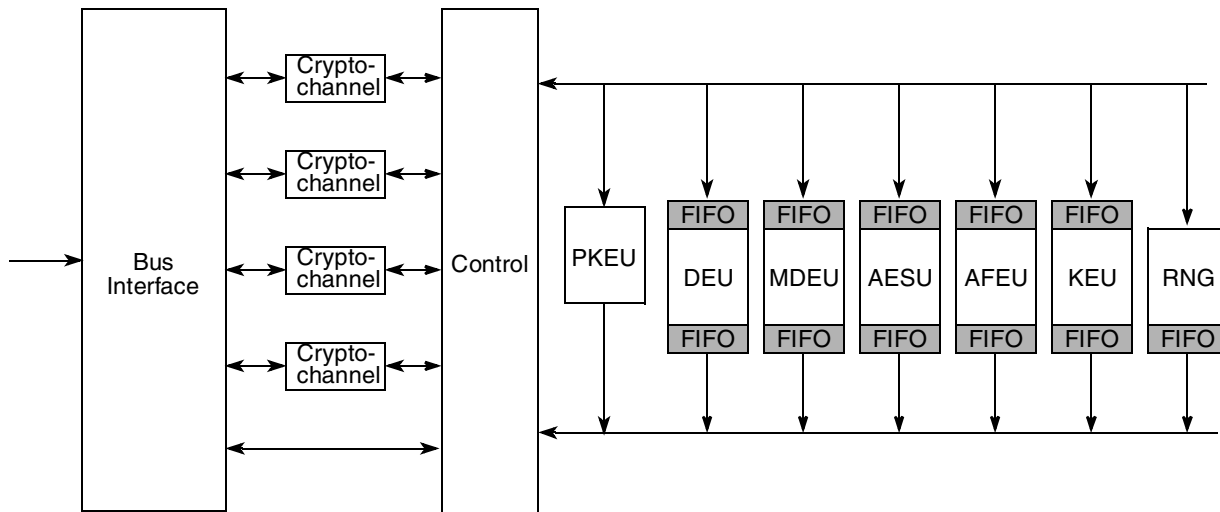 Crypto-
channel
Crypto-
channel
Crypto-
channel
Crypto-
channel
Bus
Interface
Control
PKEU
FIFO
DEU
FIFO
FIFO
MDEU
FIFO
FIFO
AESU
FIFO
FIFO
AFEU
FIFO
FIFO
KEU
FIFO
RNG
FIFO